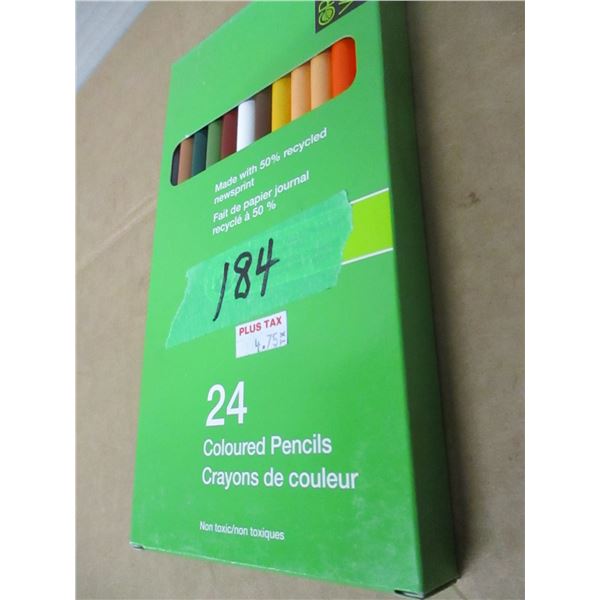 Made with 50% recycled
newsprint
Fait de papier journal
recyclé à 50 %
184
PLUS TAX
4.75
24
Coloured Pencils
Crayons de couleur
Non toxic/non toxiques